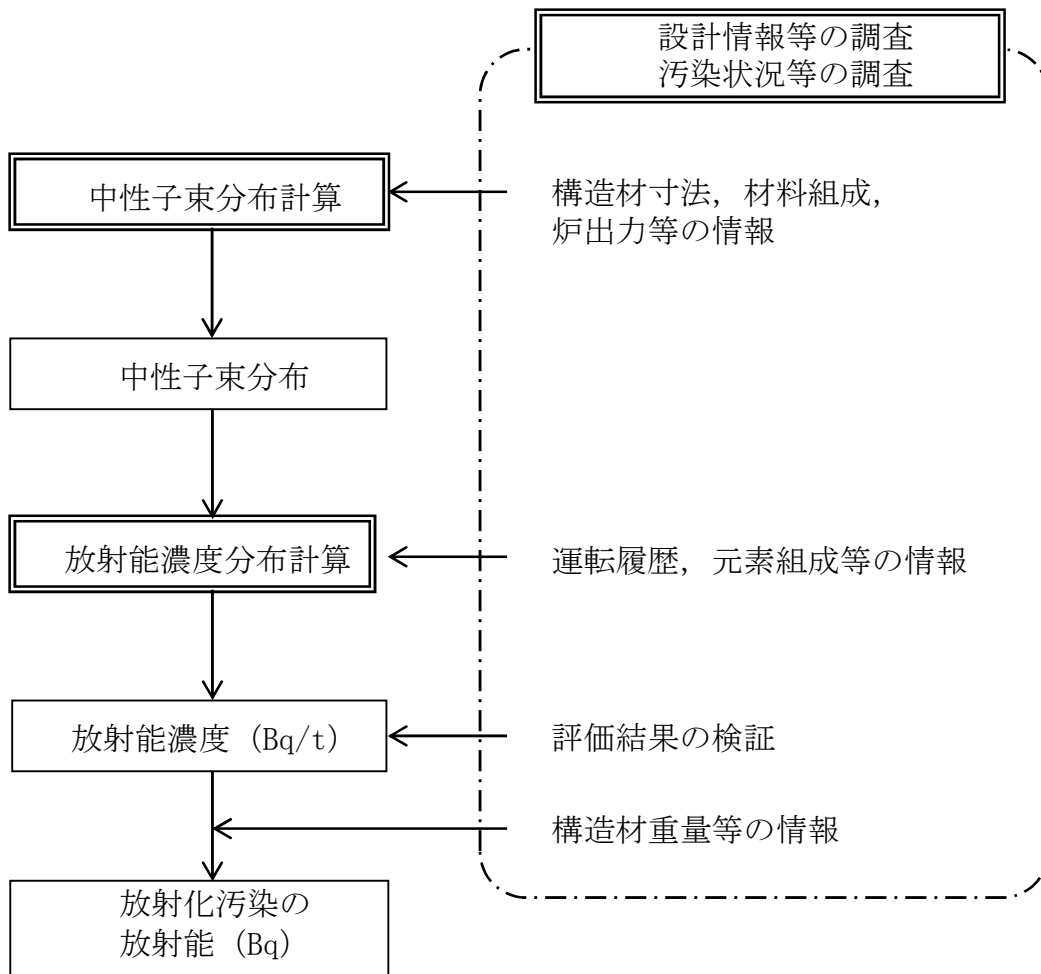 設計情報等の調査
汚染状況等の調査
中性子束分布計算
構造材寸法，材料組成，
炉出力等の情報
中性子束分布
放射能濃度分布計算
運転履歴，元素組成等の情報
放射能濃度（Bq/t）
評価結果の検証
構造材重量等の情報
放射化汚染の
放射能（Bq）